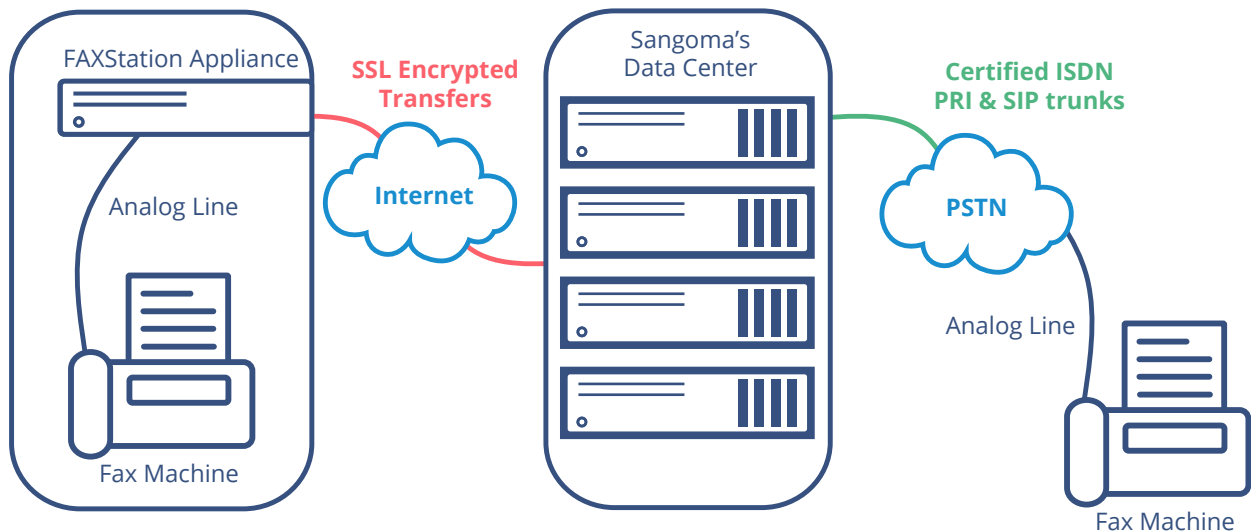 FAXStation Appliance
Analog Line
Fax Machine
SSL Encrypted
Transfers
Internet
Sangoma’s
Data Center
Certified ISDN
PRI & SIP trunks
PSTN
Analog Line
Fax Machine